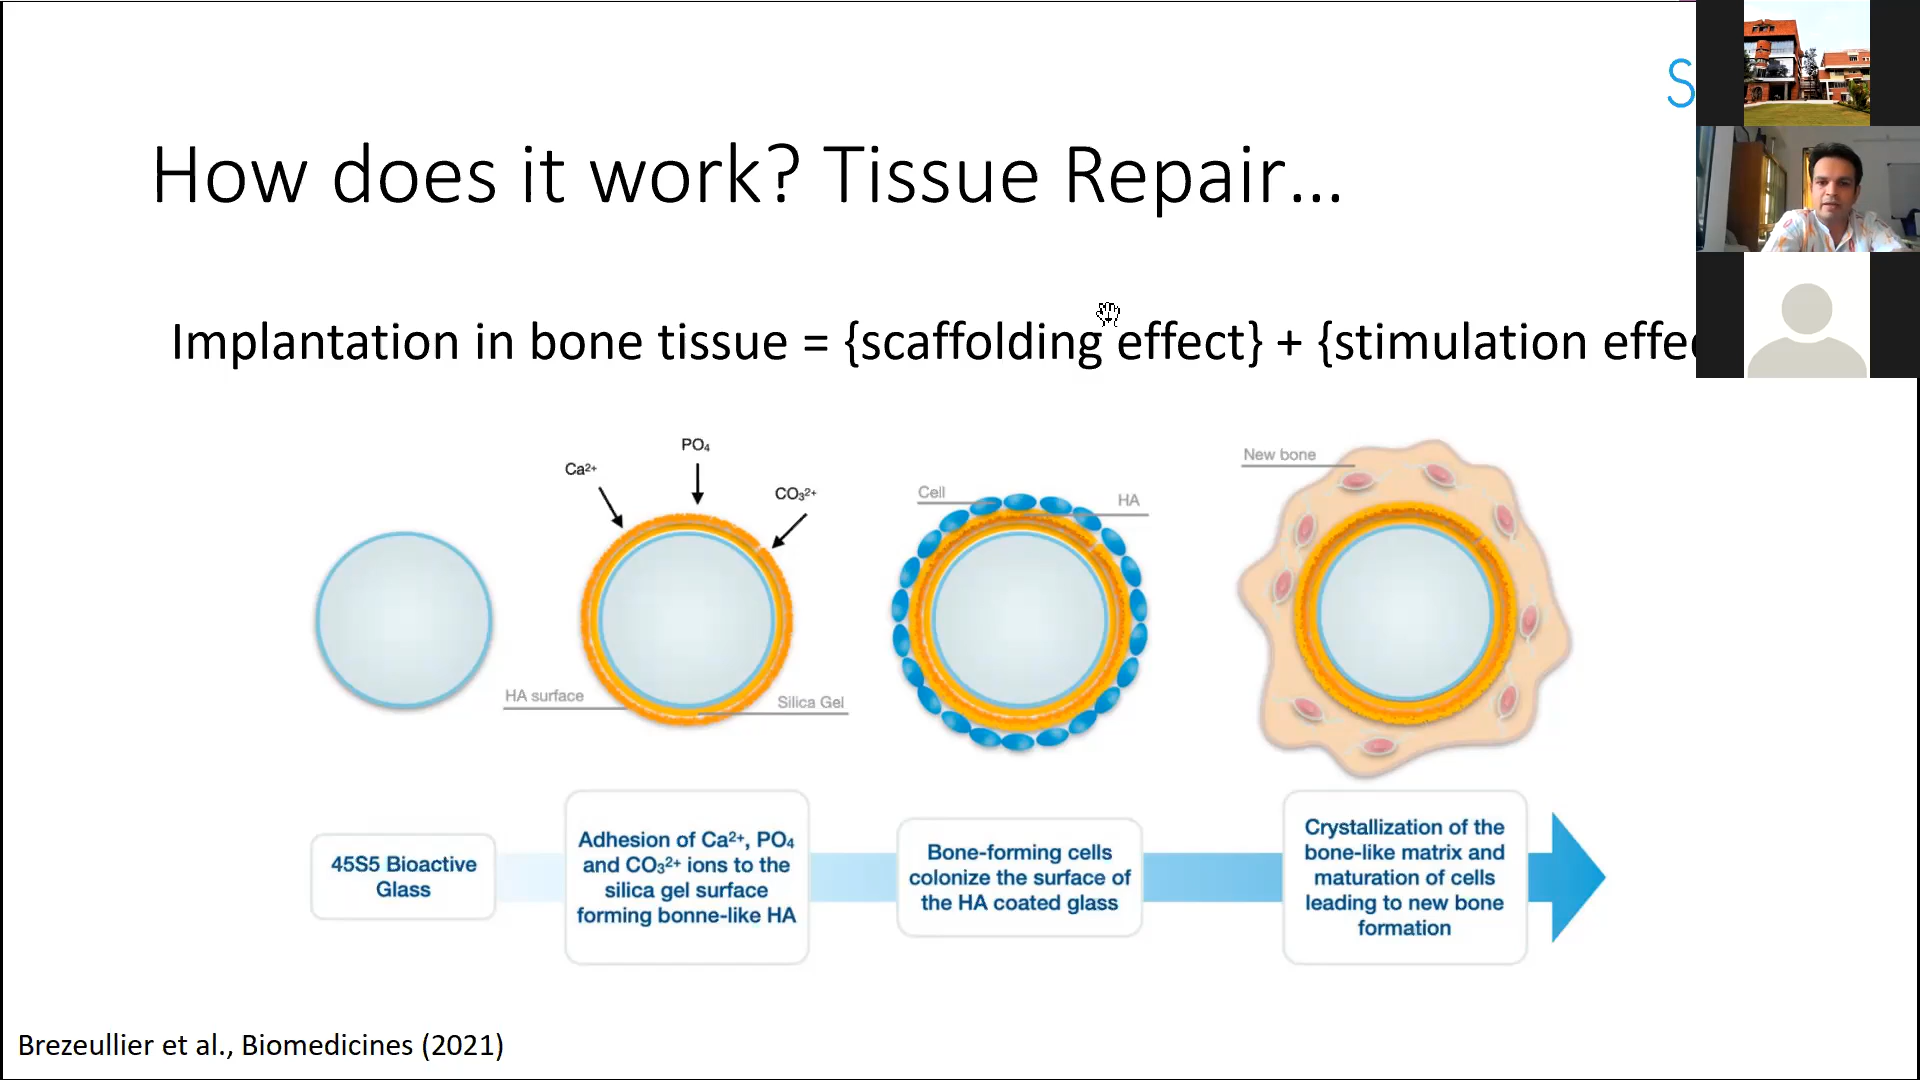 S
How does it work? Tissue Repair...
Implantation in bone tissue = {scaffolding effect} + {stimulation effec
PO₄
Ca²⁺
CO₃²⁺
New bone
Cell
HA
HA surface
Silica Gel
45S5 Bioactive
Glass
Adhesion of Ca²⁺, PO₄
and CO₃²⁺ ions to the
silica gel surface
forming bonne-like HA
Bone-forming cells
colonize the surface of
the HA coated glass
Crystallization of the
bone-like matrix and
maturation of cells
leading to new bone
formation
Brezeullier et al., Biomedicines (2021)